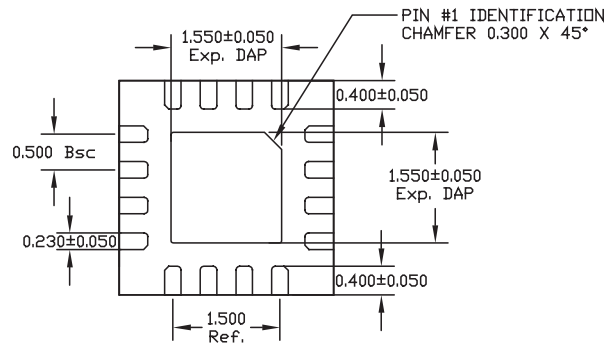 PIN #1 IDENTIFICATION
CHAMFER 0.300 X 45°
1.550±0.050
Exp. DAP
0.400±0.050
0.500 Bsc
1.550±0.050
Exp. DAP
0.230±0.050
0.400±0.050
1.500
Ref.